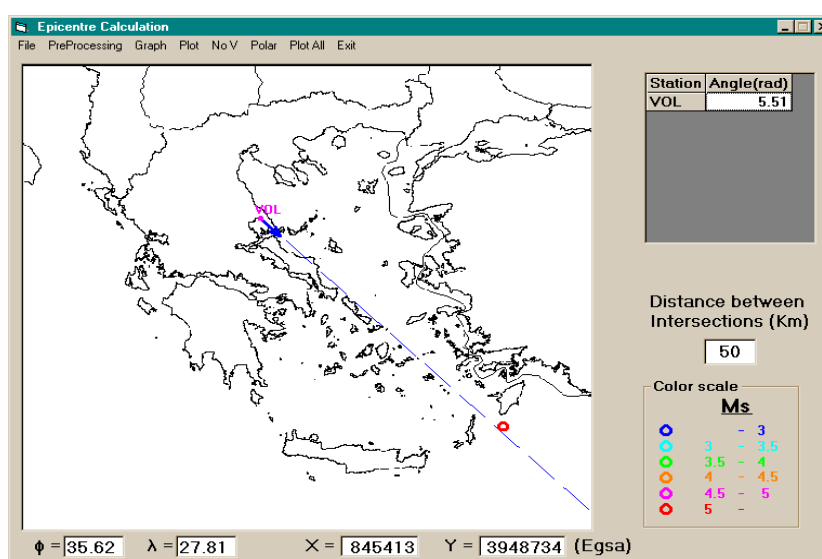 Epicentre Calculation
File PreProcessing Graph Plot No V Polar Plot All Exit
VOL
Station Angle(rad)
VOL 5.51
Distance between
Intersections (Km)
50
Color scale
Ms
- 3
3 - 3.5
3.5 - 4
4 - 4.5
4.5 - 5
5 -
ϕ = 35.62 λ = 27.81 X = 845413 Y = 3948734 (Egsa)